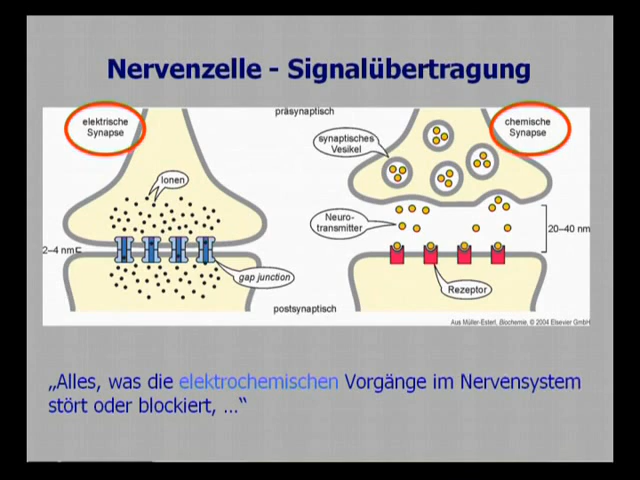 Nervenzelle - Signalübertragung
elektrische
Synapse
präsynaptisch
chemische
Synapse
synaptisches
Vesikel
Ionen
Neuro-
transmitter
20–40 nm
2–4 nm
gap junction
Rezeptor
postsynaptisch
Aus Müller-Esterl, Biochemie, © 2004 Elsevier GmbH
„Alles, was die elektrochemischen Vorgänge im Nervensystem
stört oder blockiert, …“